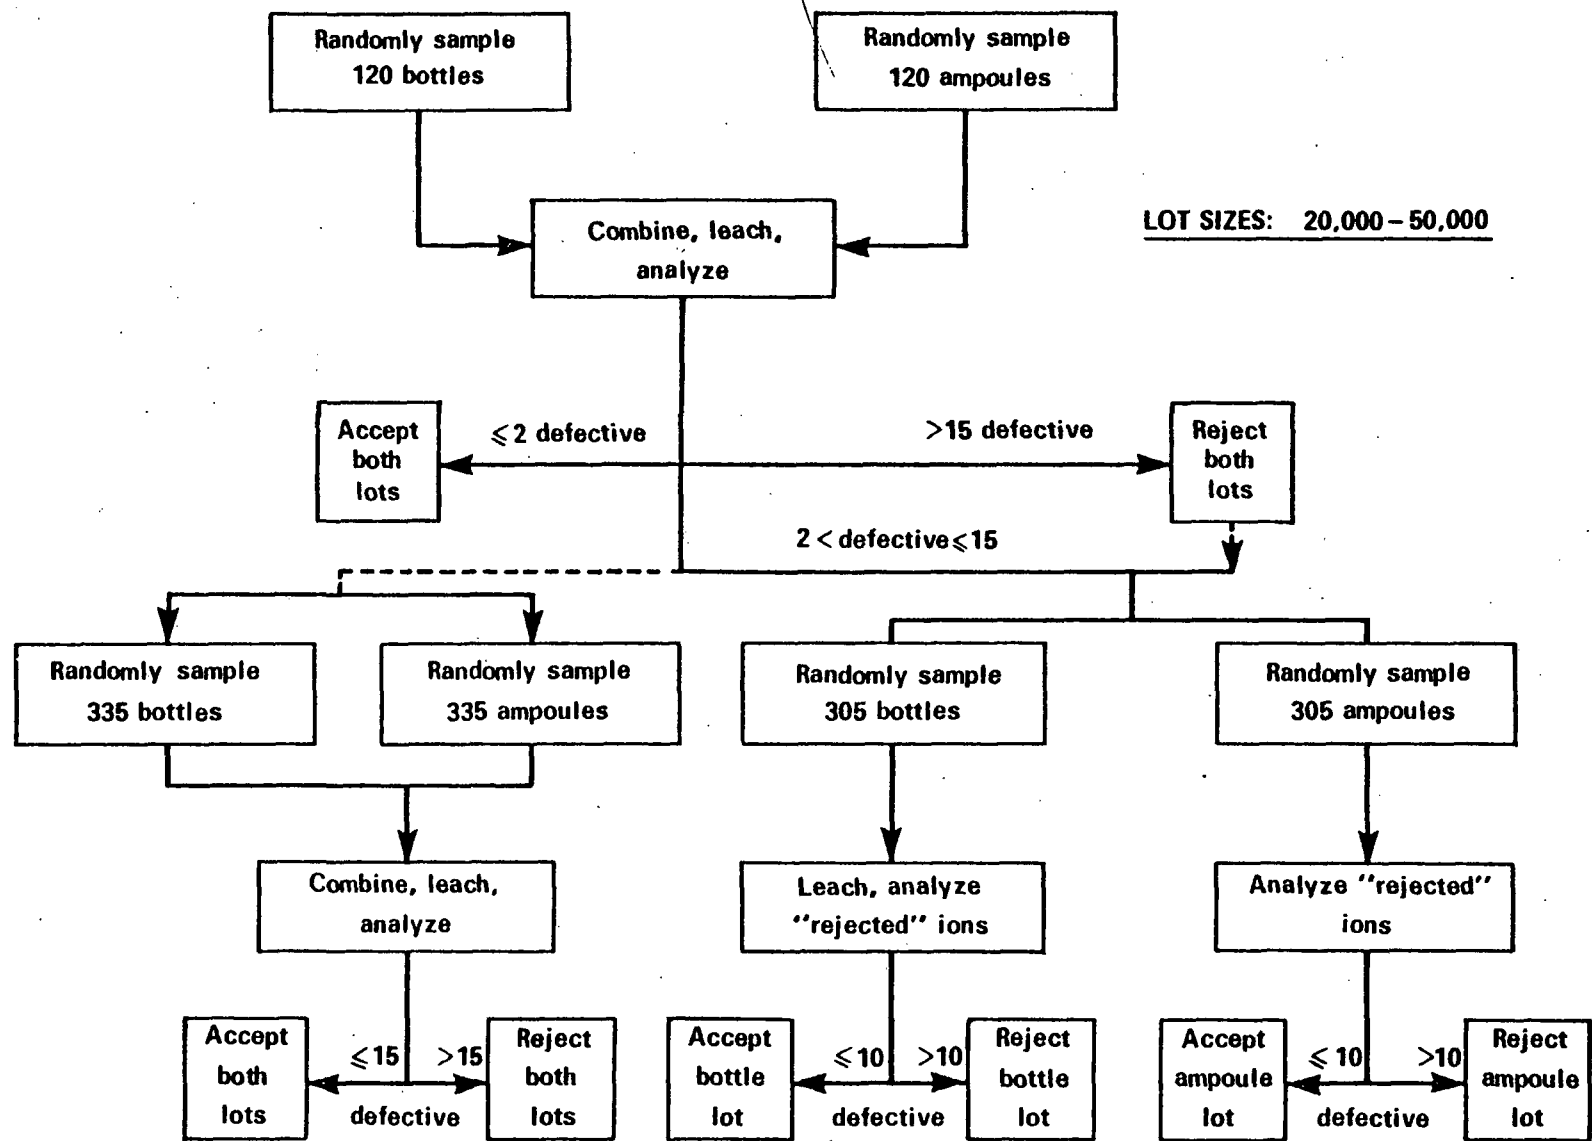 Randomly sample
120 bottles
Randomly sample
120 ampoules
Combine, leach,
analyze
LOT SIZES: 20,000 – 50,000
Accept
both
lots
⩽ 2 defective
>15 defective
Reject
both
lots
2 < defective ⩽ 15
Randomly sample
335 bottles
Randomly sample
335 ampoules
Randomly sample
305 bottles
Randomly sample
305 ampoules
Combine, leach,
analyze
Leach, analyze
"rejected" ions
Analyze "rejected"
ions
Accept
both
lots
⩽15
>15
defective
Reject
both
lots
Accept
bottle
lot
⩽10
>10
defective
Reject
bottle
lot
Accept
ampoule
lot
⩽ 10
>10
defective
Reject
ampoule
lot